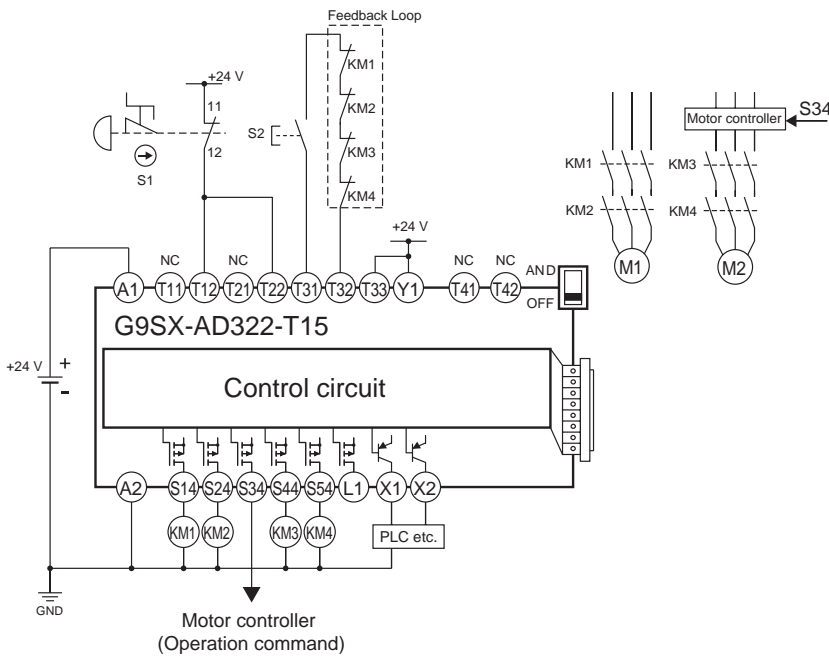 Feedback Loop
+24 V
11
12
S1
S2
KM1
KM2
KM3
KM4
+24 V
Motor controller
S34
KM1
KM3
KM2
KM4
M1
M2
NC
NC
NC
NC
A1
T11
T12
T21
T22
T31
T32
T33
Y1
T41
T42
AND
OFF
G9SX-AD322-T15
Control circuit
+24 V
+
-
A2
S14
S24
S34
S44
S54
L1
X1
X2
KM1
KM2
KM3
KM4
PLC etc.
GND
Motor controller
(Operation command)